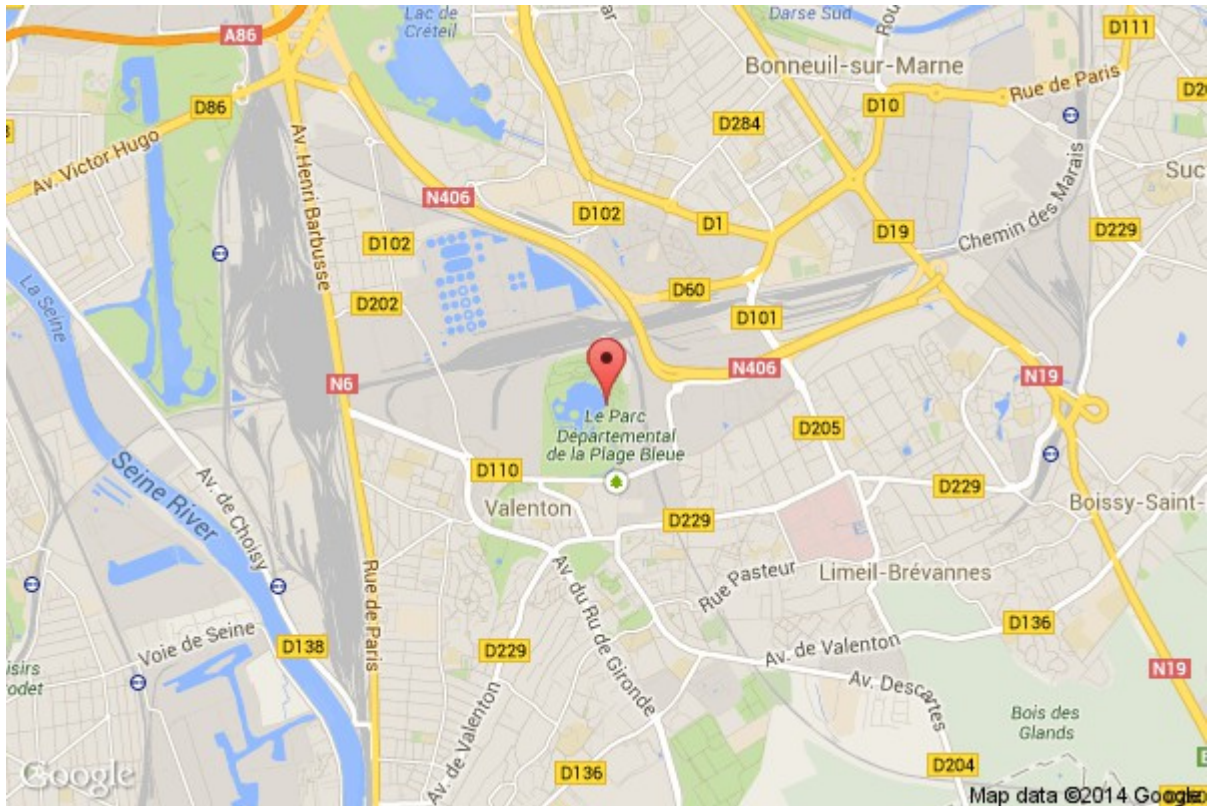 Lac de
Créteil
Darse Sud
A86
D111
Bonneuil-sur-Marne
Rue de Paris
D86
D10
D284
Av. Victor Hugo
Av. Henri Barbusse
Chemin des Marais
N406
D102
D1
D19
D229
D102
La Seine
D60
D202
D101
N6
N406
N19
Le Parc
Départemental
de la Plage Bleue
D205
Seine River
Av. de Choisy
D110
D229
Valenton
D229
Boissy-Saint-
Rue de Paris
Av. du Ru de Gironde
Rue Pasteur
Limeil-Brévannes
Voie de Seine
D138
D229
D136
Av. de Valenton
N19
Av. Descartes
Av. de Valenton
Bois des
Glands
D136
D204
Google
Map data ©2014 Google